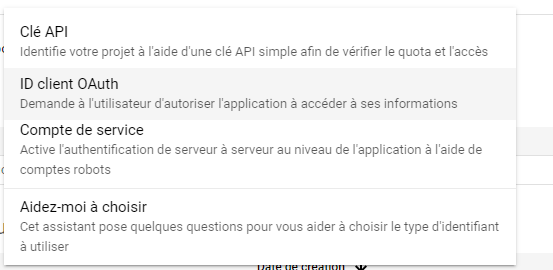 Clé API
Identifie votre projet à l'aide d'une clé API simple afin de vérifier le quota et l'accès
ID client OAuth
Demande à l'utilisateur d'autoriser l'application à accéder à ses informations
Compte de service
Active l'authentification de serveur à serveur au niveau de l'application à l'aide de
comptes robots
Aidez-moi à choisir
Cet assistant pose quelques questions pour vous aider à choisir le type d'identifiant
à utiliser
Date de création